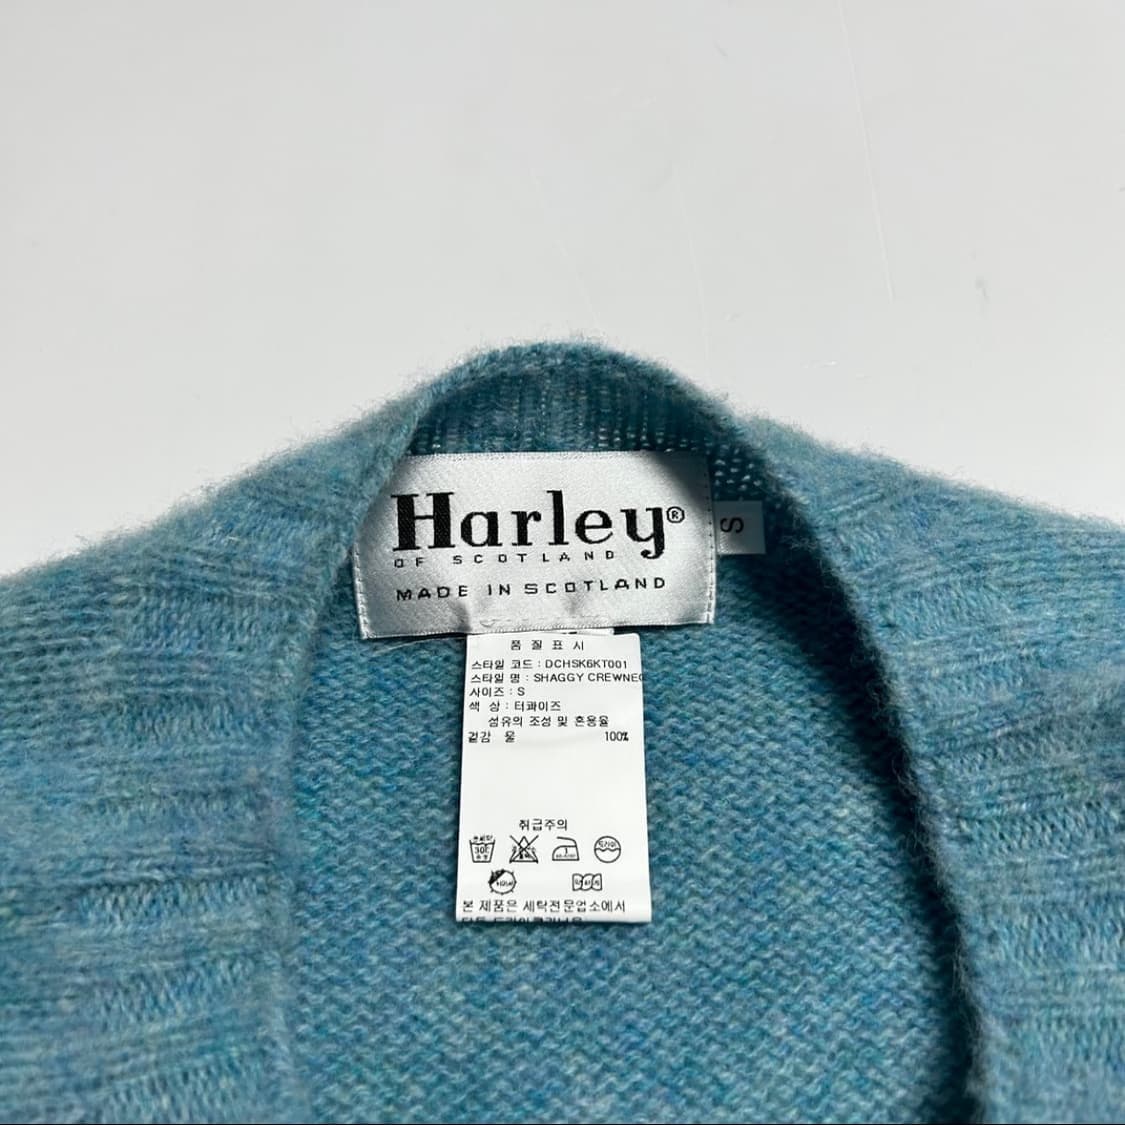 Harley®
OF SCOTLAND
MADE IN SCOTLAND
S
품 질 표 시
스타일 코드 : DCHSK6KT001
스타일 명 : SHAGGY CREWNEC
사이즈 : S
색 상 : 터콰이즈
섬유의 조성 및 혼용율
겉감 울 100%
취급주의
30℃
본 제품은 세탁전문업소에서